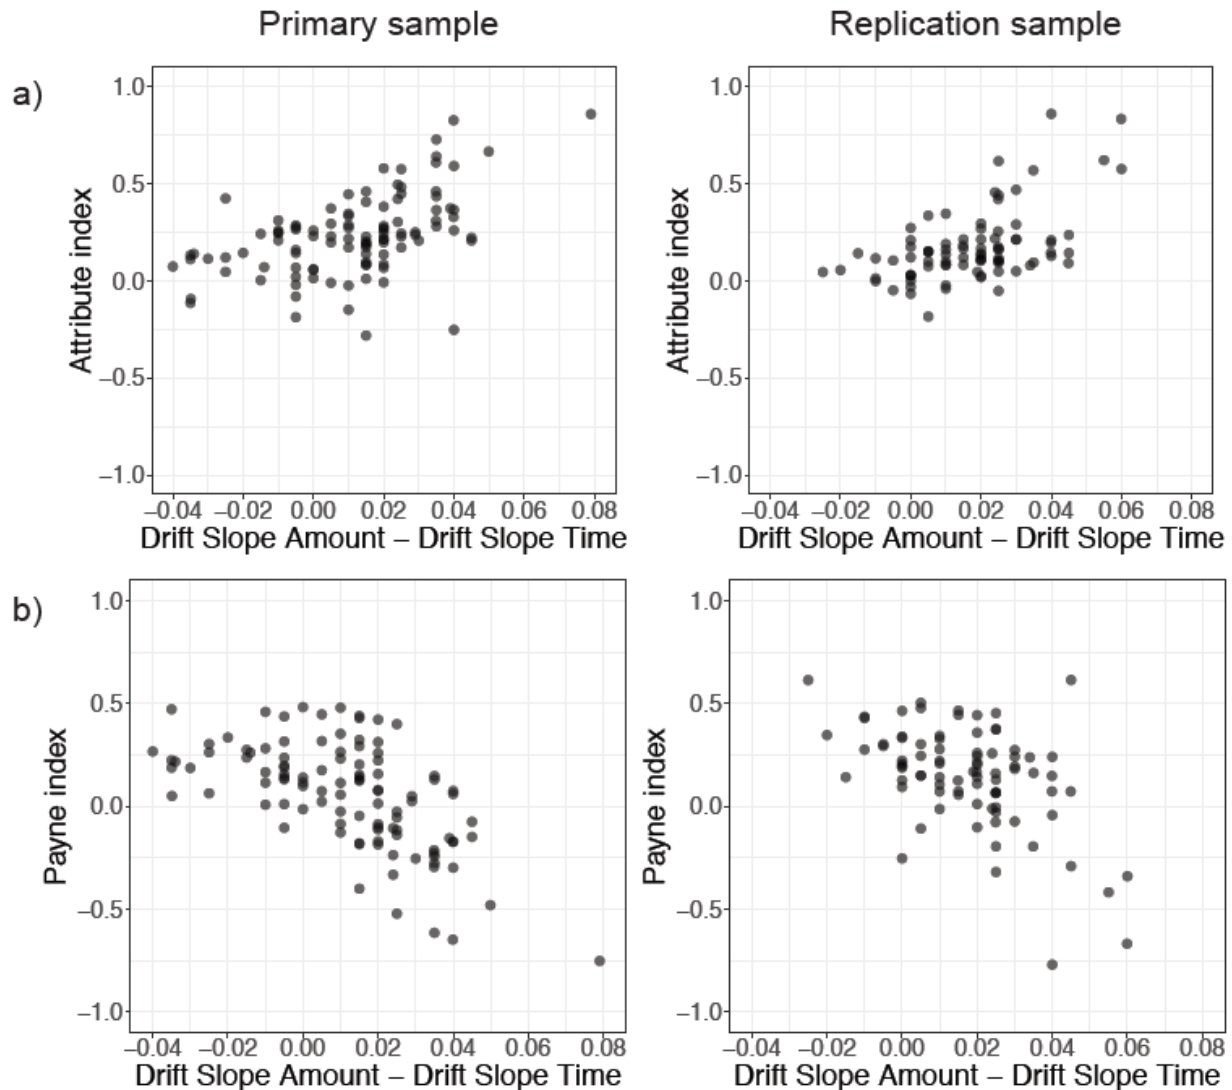 Primary sample
Replication sample
a)
1.0
0.5
0.0
−0.5
−1.0
Attribute index
−0.04 −0.02 0.00 0.02 0.04 0.06 0.08
Drift Slope Amount − Drift Slope Time
1.0
0.5
0.0
−0.5
−1.0
Attribute index
−0.04 −0.02 0.00 0.02 0.04 0.06 0.08
Drift Slope Amount − Drift Slope Time
b)
1.0
0.5
0.0
−0.5
−1.0
Payne index
−0.04 −0.02 0.00 0.02 0.04 0.06 0.08
Drift Slope Amount − Drift Slope Time
1.0
0.5
0.0
−0.5
−1.0
Payne index
−0.04 −0.02 0.00 0.02 0.04 0.06 0.08
Drift Slope Amount − Drift Slope Time